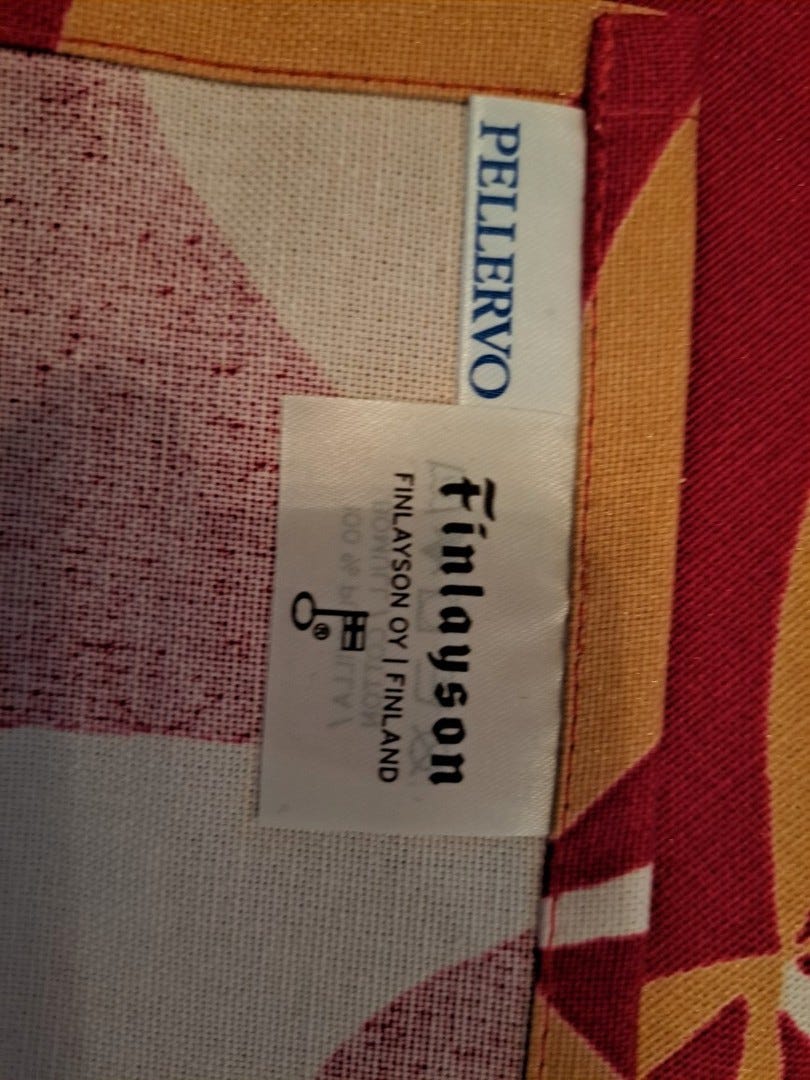 PELLERVO
Finlayson
FINLAYSON OY | FINLAND
®